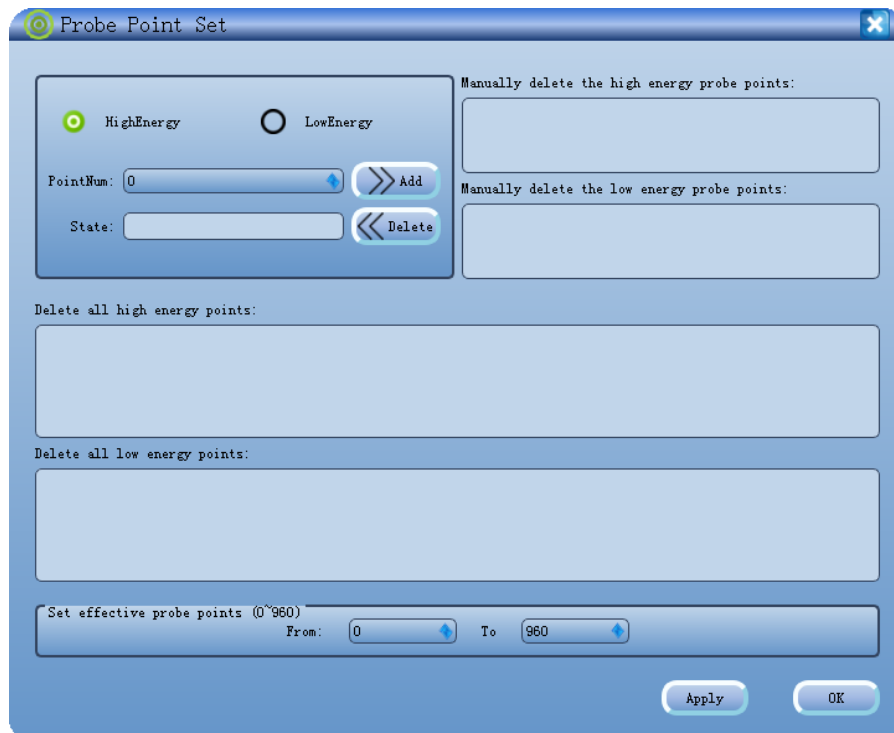 Probe Point Set
HighEnergy
LowEnergy
PointNum: 0
Add
State:
Delete
Manually delete the high energy probe points:
Manually delete the low energy probe points:
Delete all high energy points:
Delete all low energy points:
Set effective probe points (0~960)
From: 0 To 960
Apply
OK